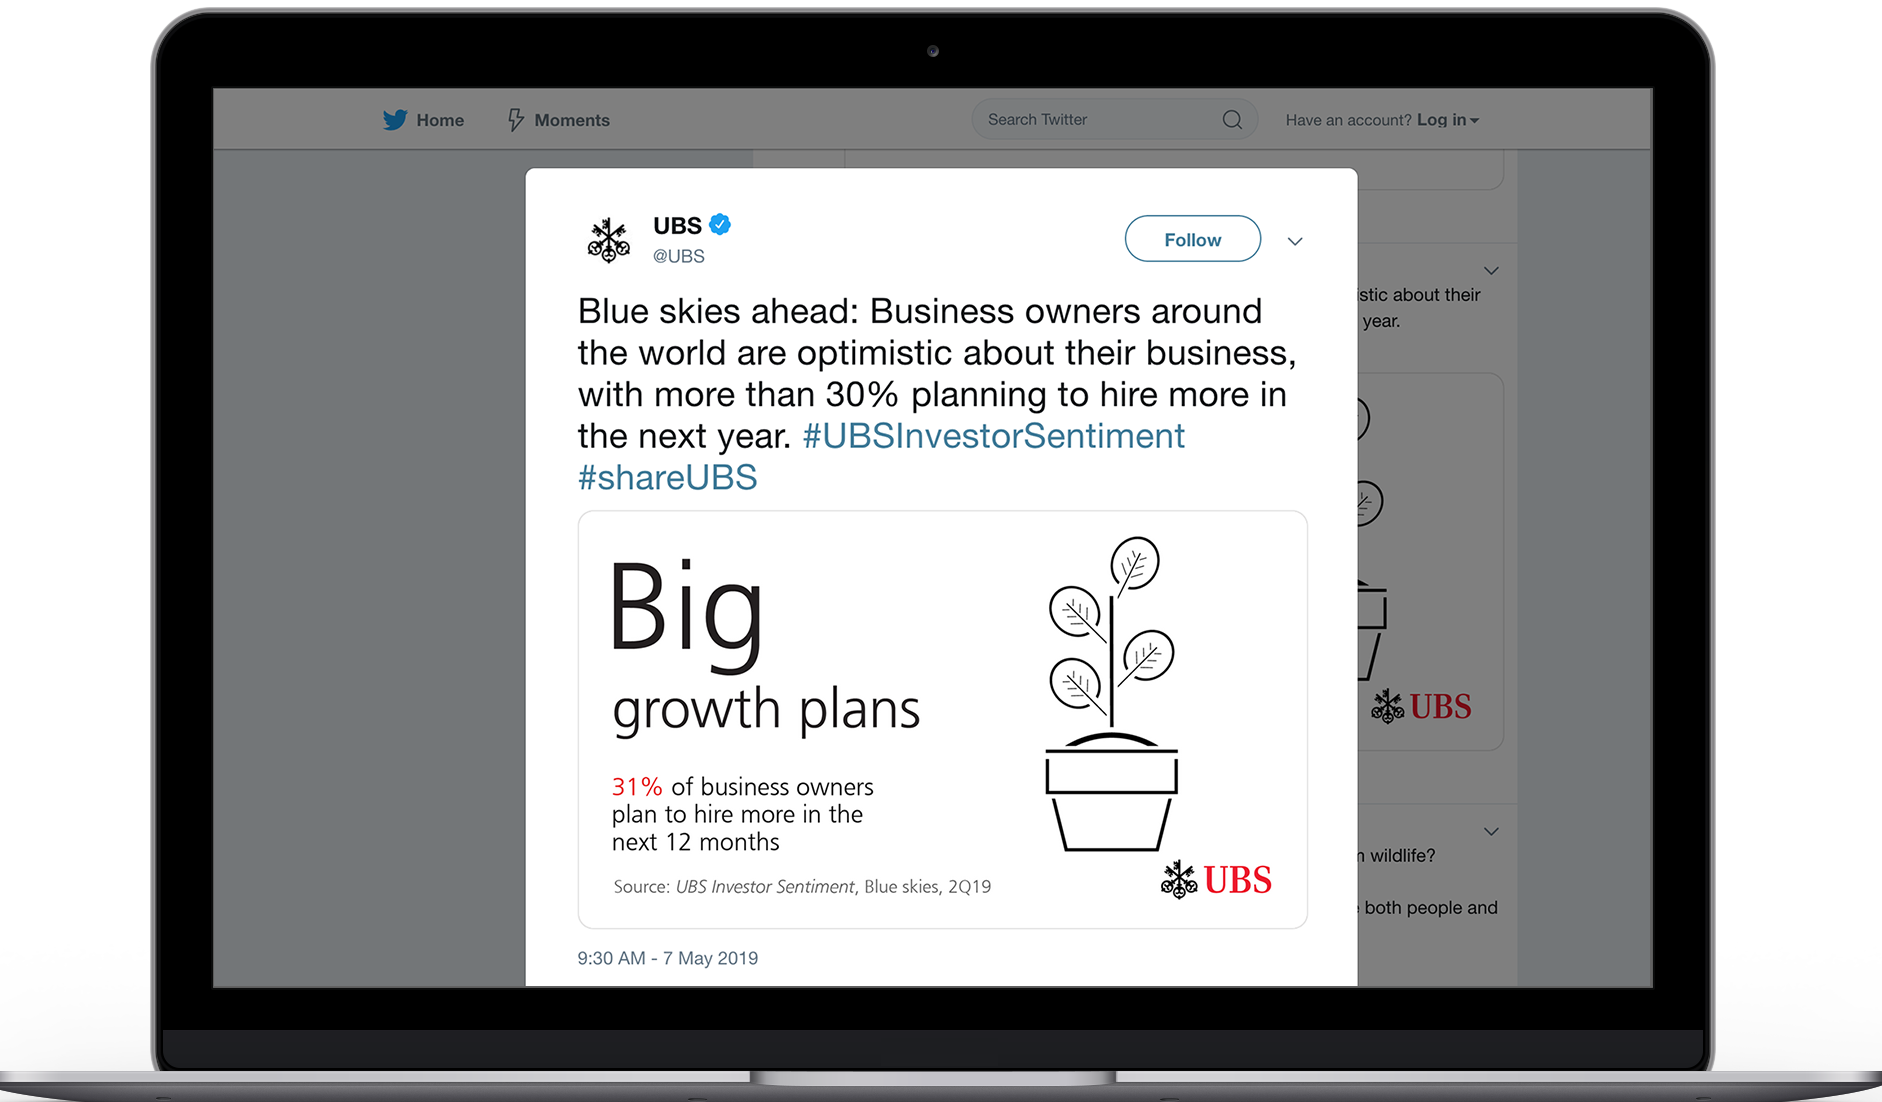 Home
Moments
Search Twitter
Have an account? Log in
UBS
@UBS
Follow
Blue skies ahead: Business owners around
the world are optimistic about their business,
with more than 30% planning to hire more in
the next year. #UBSInvestorSentiment
#shareUBS
Big
growth plans
31% of business owners
plan to hire more in the
next 12 months
Source: UBS Investor Sentiment, Blue skies, 2Q19
UBS
9:30 AM - 7 May 2019
about their
year.
UBS
wildlife?
both people and